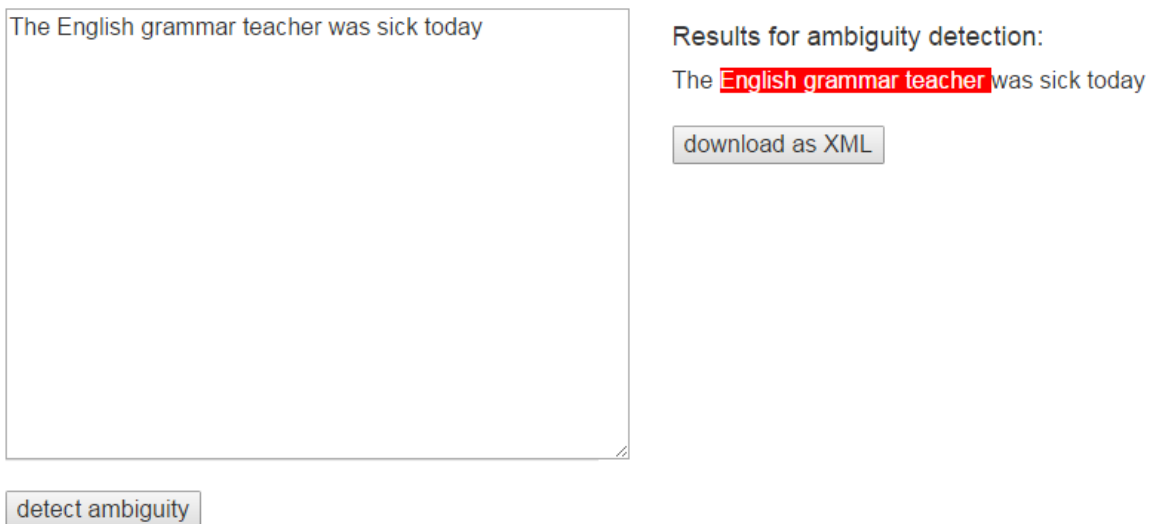 The English grammar teacher was sick today
detect ambiguity
Results for ambiguity detection:
The English grammar teacher was sick today
download as XML